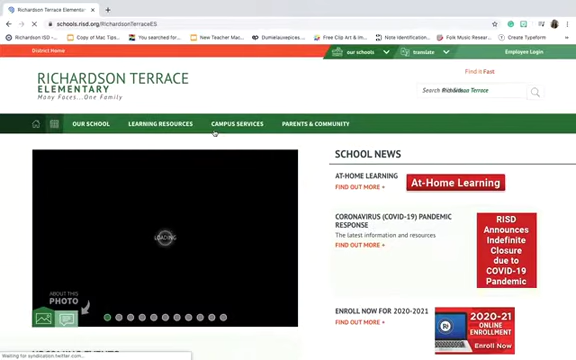 Richardson Terrace Elementary
schools.risd.org/RichardsonTerraceES
Richardson ISD -
Copy of Mac Tips
You searched for
New Teacher Mac
Free Clip Art & Im
Note Identification
Folk Music Resear
District Home
our schools
translate
Employee Login
RICHARDSON TERRACE
ELEMENTARY
Many Faces...One Family
Find it Fast
Search Richardson Terrace
OUR SCHOOL
LEARNING RESOURCES
CAMPUS SERVICES
PARENTS & COMMUNITY
LOADING
ABOUT THIS
PHOTO
SCHOOL NEWS
AT-HOME LEARNING
FIND OUT MORE
At-Home Learning
CORONAVIRUS (COVID-19) PANDEMIC
RESPONSE
The latest information and resources
FIND OUT MORE
RISD
Announces
Indefinite
Closure
due to
COVID-19
Pandemic
ENROLL NOW FOR 2020-2021
FIND OUT MORE
2020-21
ONLINE
ENROLLMENT
Enroll Now
Waiting for syndication.twitter.com...